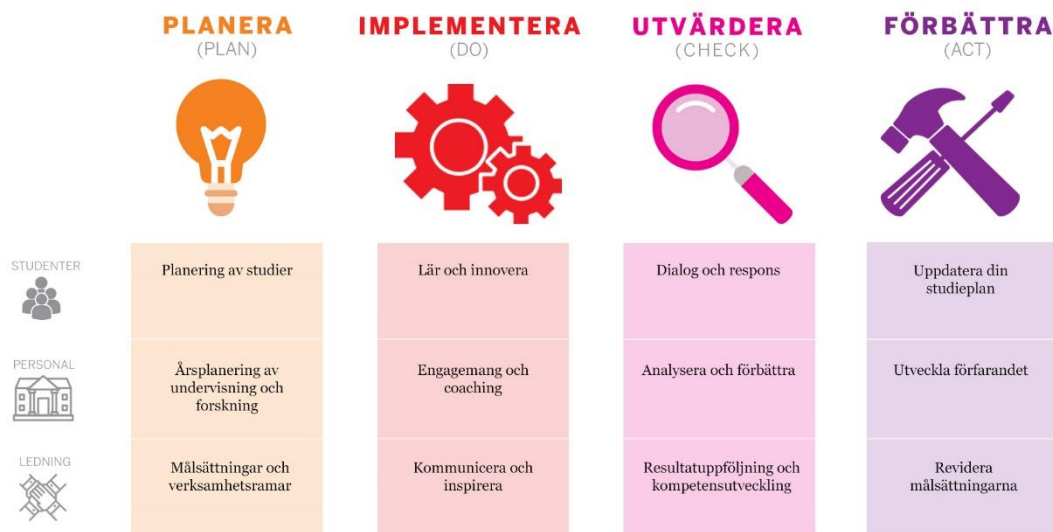 PLANERA
(PLAN)
IMPLEMENTERA
(DO)
UTVÄRDERA
(CHECK)
FÖRBÄTTRA
(ACT)
STUDENTER
Planering av studier
Lär och innovera
Dialog och respons
Uppdatera din
studieplan
PERSONAL
Årsplanering av
undervisning och
forskning
Engagemang och
coaching
Analysera och förbättra
Utveckla förfarandet
LEDNING
Målsättningar och
verksamhetsramar
Kommunicera och
inspirera
Resultatuppföljning och
kompetensutveckling
Revidera
målsättningarna